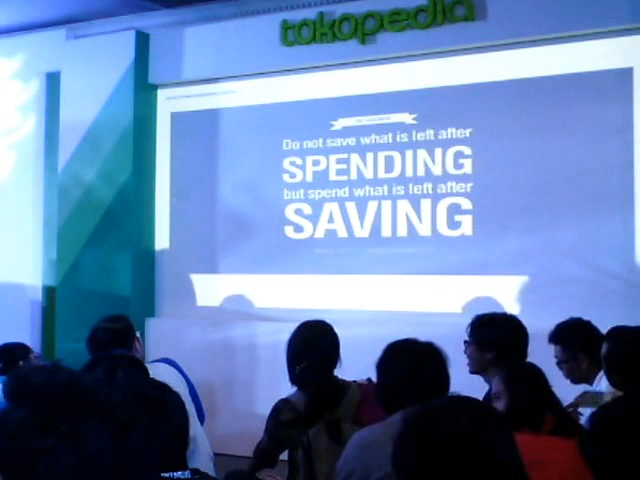 tokopedia
Do not save what is left after
SPENDING
but spend what is left after
SAVING